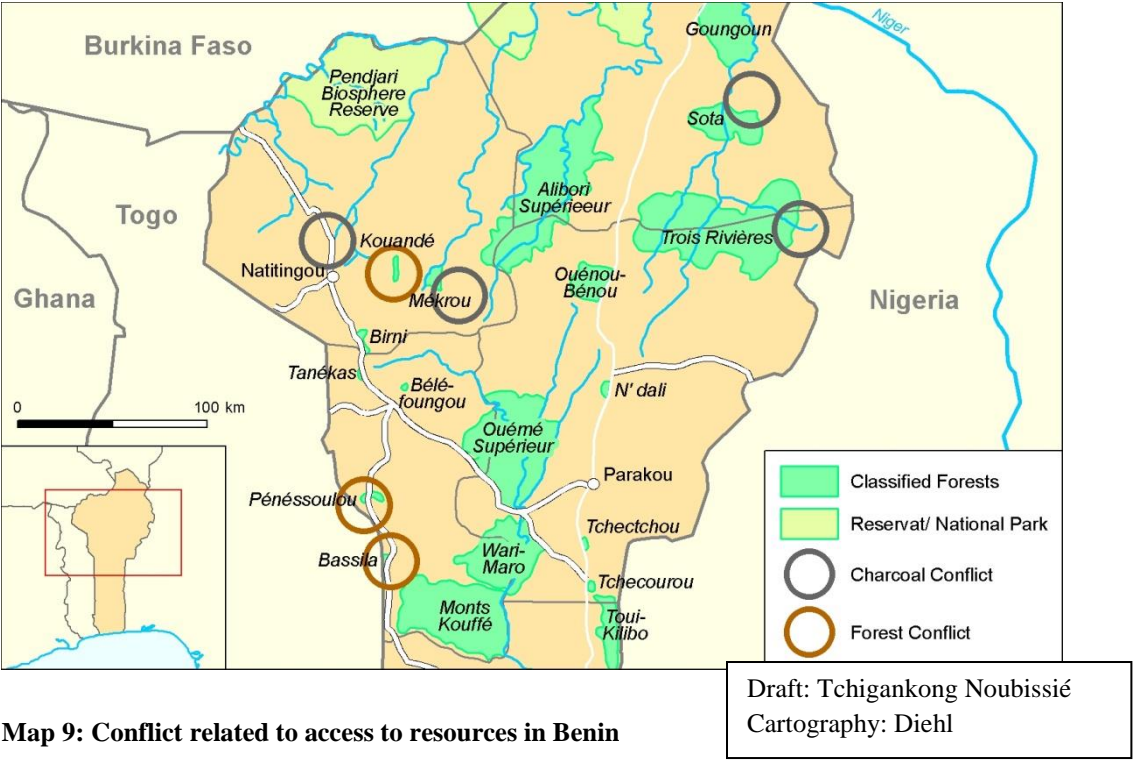 Burkina Faso
Goungoun
Niger
Pendjari
Biosphere
Reserve
Sota
Togo
Alibori
Supérieeur
Kouandé
Trois Rivières
Natitingou
Ouénou-
Bénou
Ghana
Mékrou
Nigeria
Birni
Tanékas
Bélé-
foungou
N' dali
0 100 km
Ouémé
Supérieur
Parakou
Pénéssoulou
Tchectchou
Bassila
Wari-
Maro
Tchecourou
Monts
Kouffé
Toui-
Kilibo
Classified Forests
Reservat/ National Park
Charcoal Conflict
Forest Conflict
Draft: Tchigankong Noubissié
Cartography: Diehl
Map 9: Conflict related to access to resources in Benin